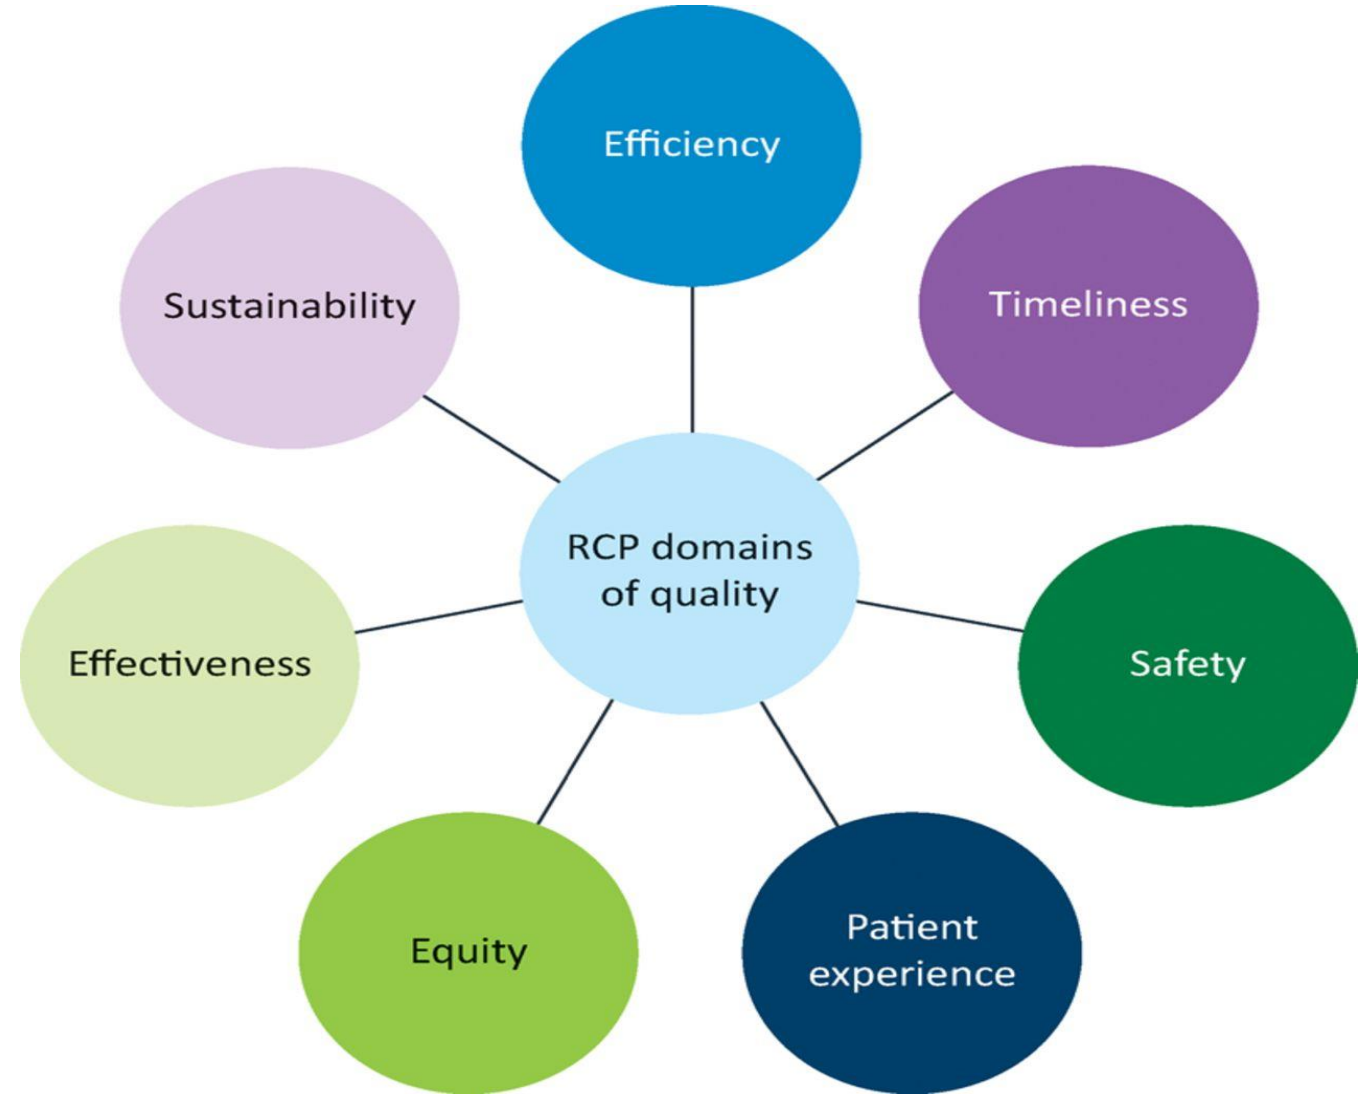 Efficiency
Sustainability
Timeliness
RCP domains
of quality
Effectiveness
Safety
Equity
Patient
experience